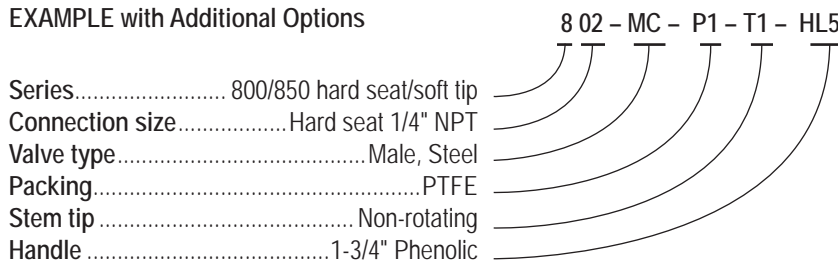 EXAMPLE with Additional Options
8 02 – MC – P1 – T1 – HL5
Series.......................... 800/850 hard seat/soft tip
Connection size..................Hard seat 1/4" NPT
Valve type.........................................Male, Steel
Packing......................................................PTFE
Stem tip .......................................... Non-rotating
Handle ........................................1-3/4" Phenolic